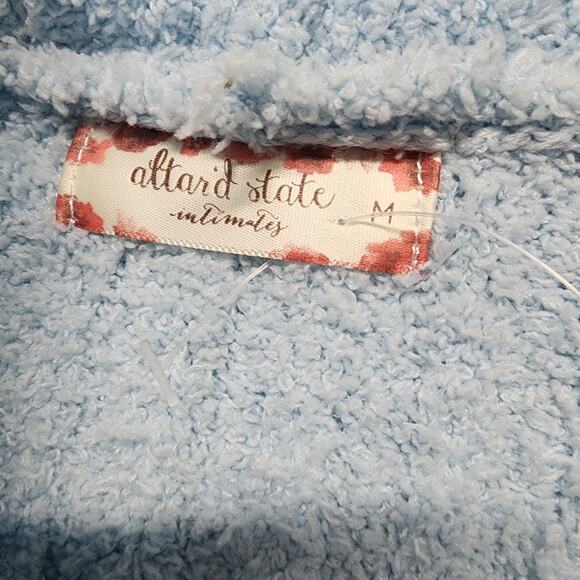 altar'd state M
intimates